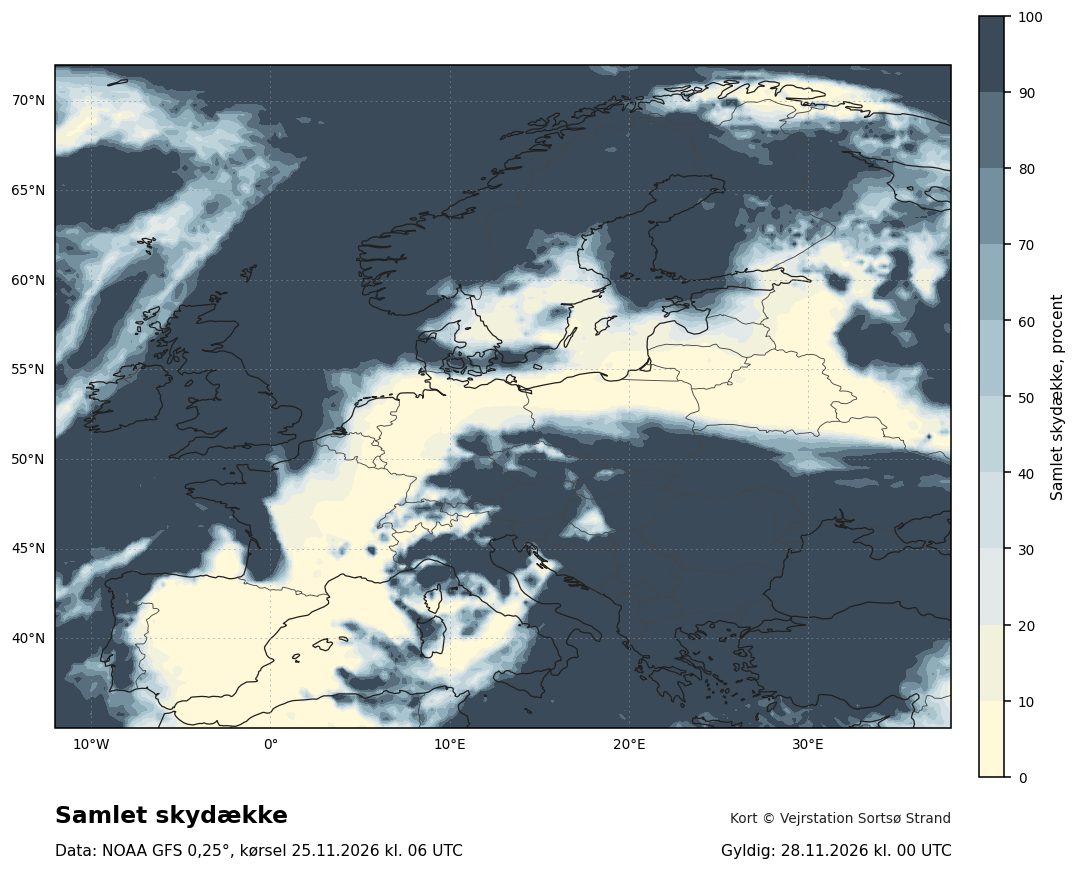 100
90
80
70
60
50
40
30
20
10
0
Samlet skydække, procent
70°N
65°N
60°N
55°N
50°N
45°N
40°N
10°W
0°
10°E
20°E
30°E
Samlet skydække
Kort © Vejrstation Sortsø Strand
Data: NOAA GFS 0,25°, kørsel 25.11.2026 kl. 06 UTC
Gyldig: 28.11.2026 kl. 00 UTC